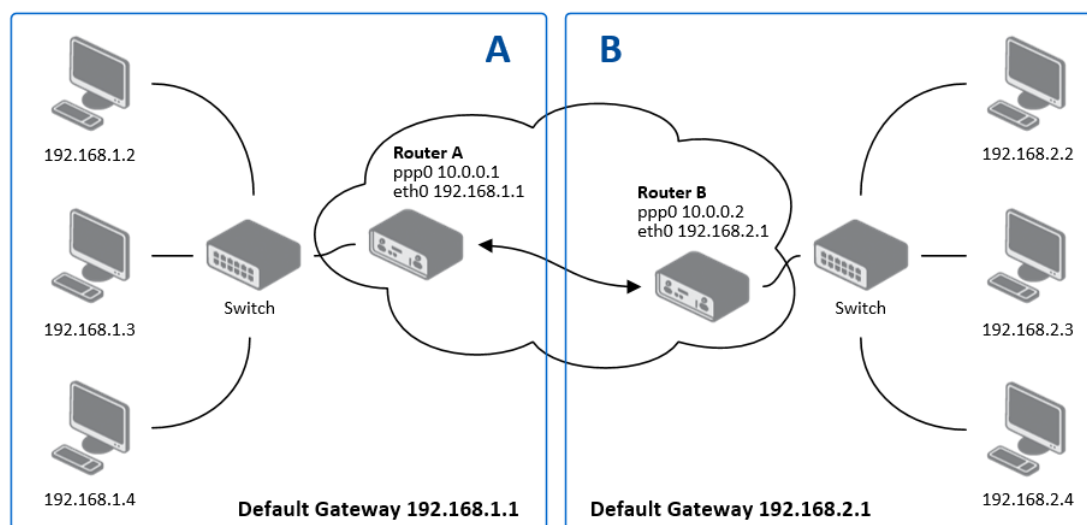 A
192.168.1.2
192.168.1.3
192.168.1.4
Switch
Router A
ppp0 10.0.0.1
eth0 192.168.1.1
Default Gateway 192.168.1.1
B
Router B
ppp0 10.0.0.2
eth0 192.168.2.1
Switch
192.168.2.2
192.168.2.3
192.168.2.4
Default Gateway 192.168.2.1